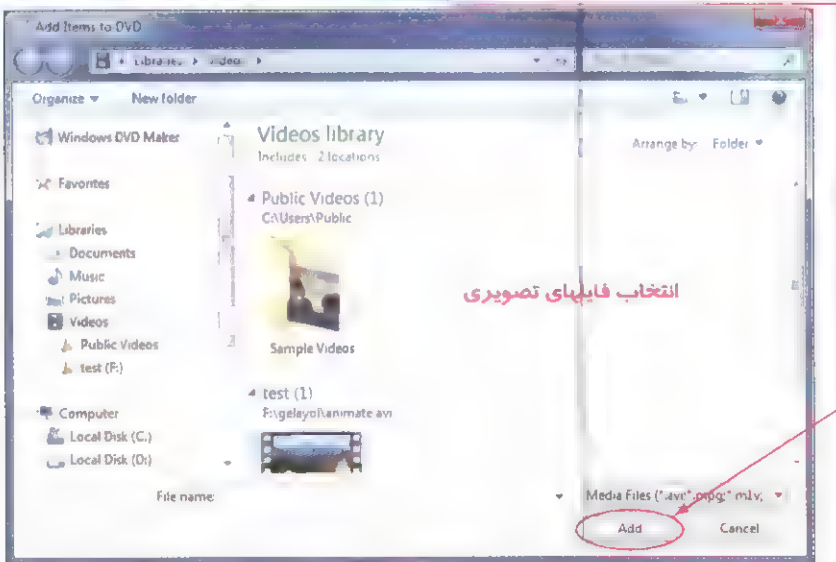 Add Items to DVD
Libraries
Organize
New folder
Windows DVD Maker
Favorites
Libraries
Documents
Music
Pictures
Videos
Public Videos
test (F:)
Computer
Local Disk (C:)
Local Disk (D:)
Videos library
Includes 2 locations
Arrange by: Folder
Public Videos (1)
C:\Users\Public
Sample Videos
انتخاب فایلهای تصویری
test (1)
F:\gelayol\animate avi
File name:
Media Files (*.avi;*.mpg;*.m1v;
Add
Cancel